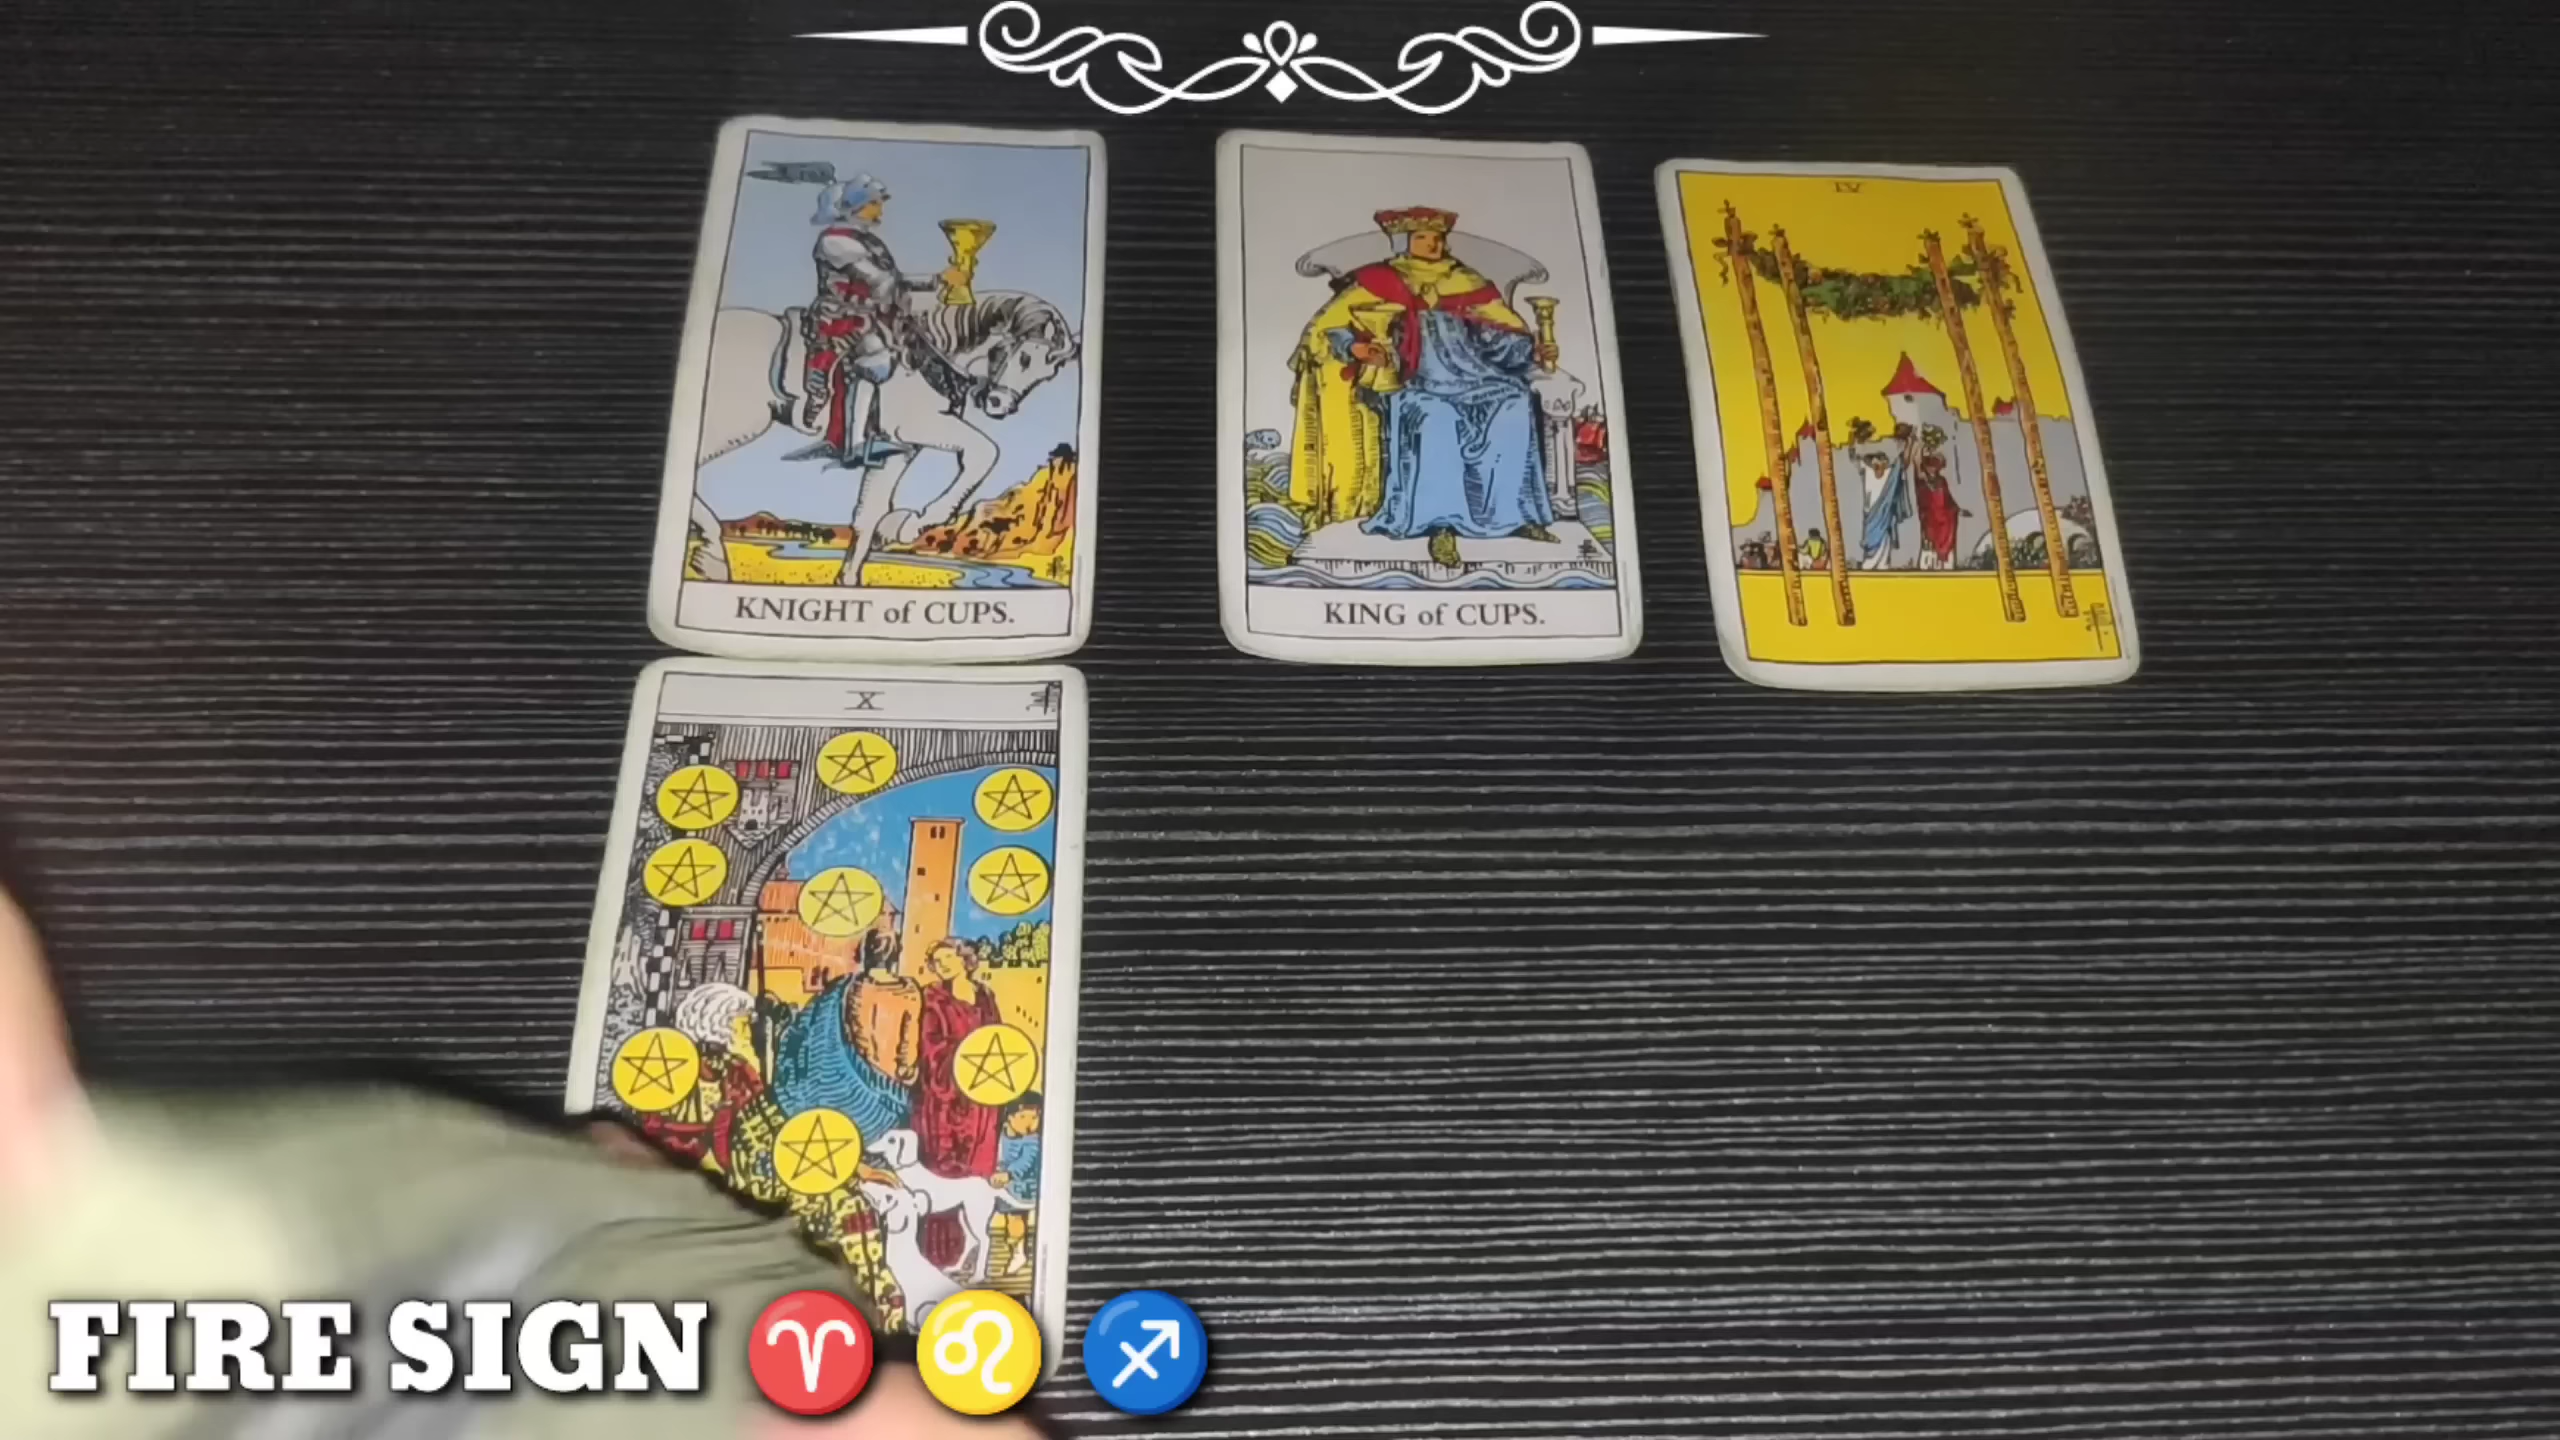 IV
KNIGHT of CUPS.
KING of CUPS.
X
FIRE SIGN ♈ ♌ ♐